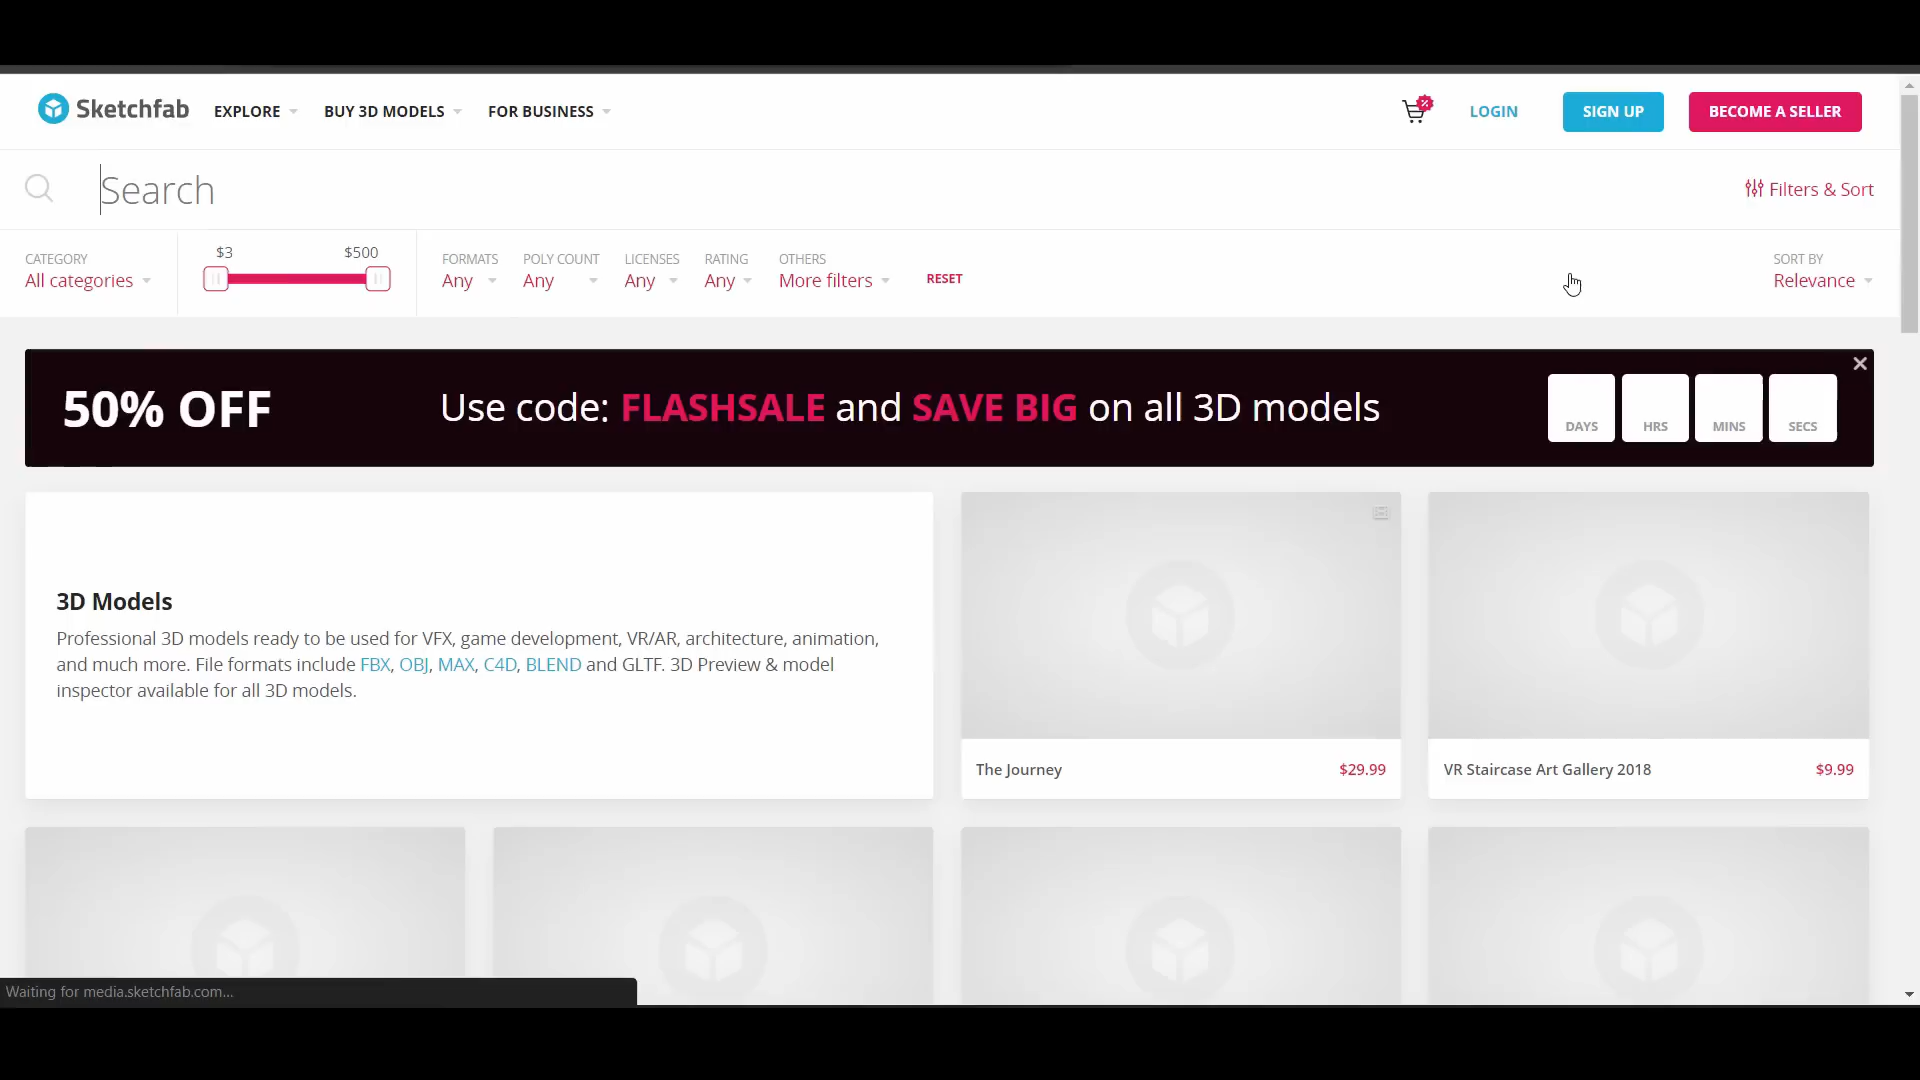 Sketchfab EXPLORE BUY 3D MODELS FOR BUSINESS LOGIN SIGN UP BECOME A SELLER
Search Filters & Sort
CATEGORY $3 $500 FORMATS POLY COUNT LICENSES RATING OTHERS RESET SORT BY
All categories Any Any Any Any More filters Relevance
50% OFF Use code: FLASHSALE and SAVE BIG on all 3D models DAYS HRS MINS SECS
3D Models
Professional 3D models ready to be used for VFX, game development, VR/AR, architecture, animation,
and much more. File formats include FBX, OBJ, MAX, C4D, BLEND and GLTF. 3D Preview & model
inspector available for all 3D models.
The Journey $29.99 VR Staircase Art Gallery 2018 $9.99
Waiting for media.sketchfab.com...